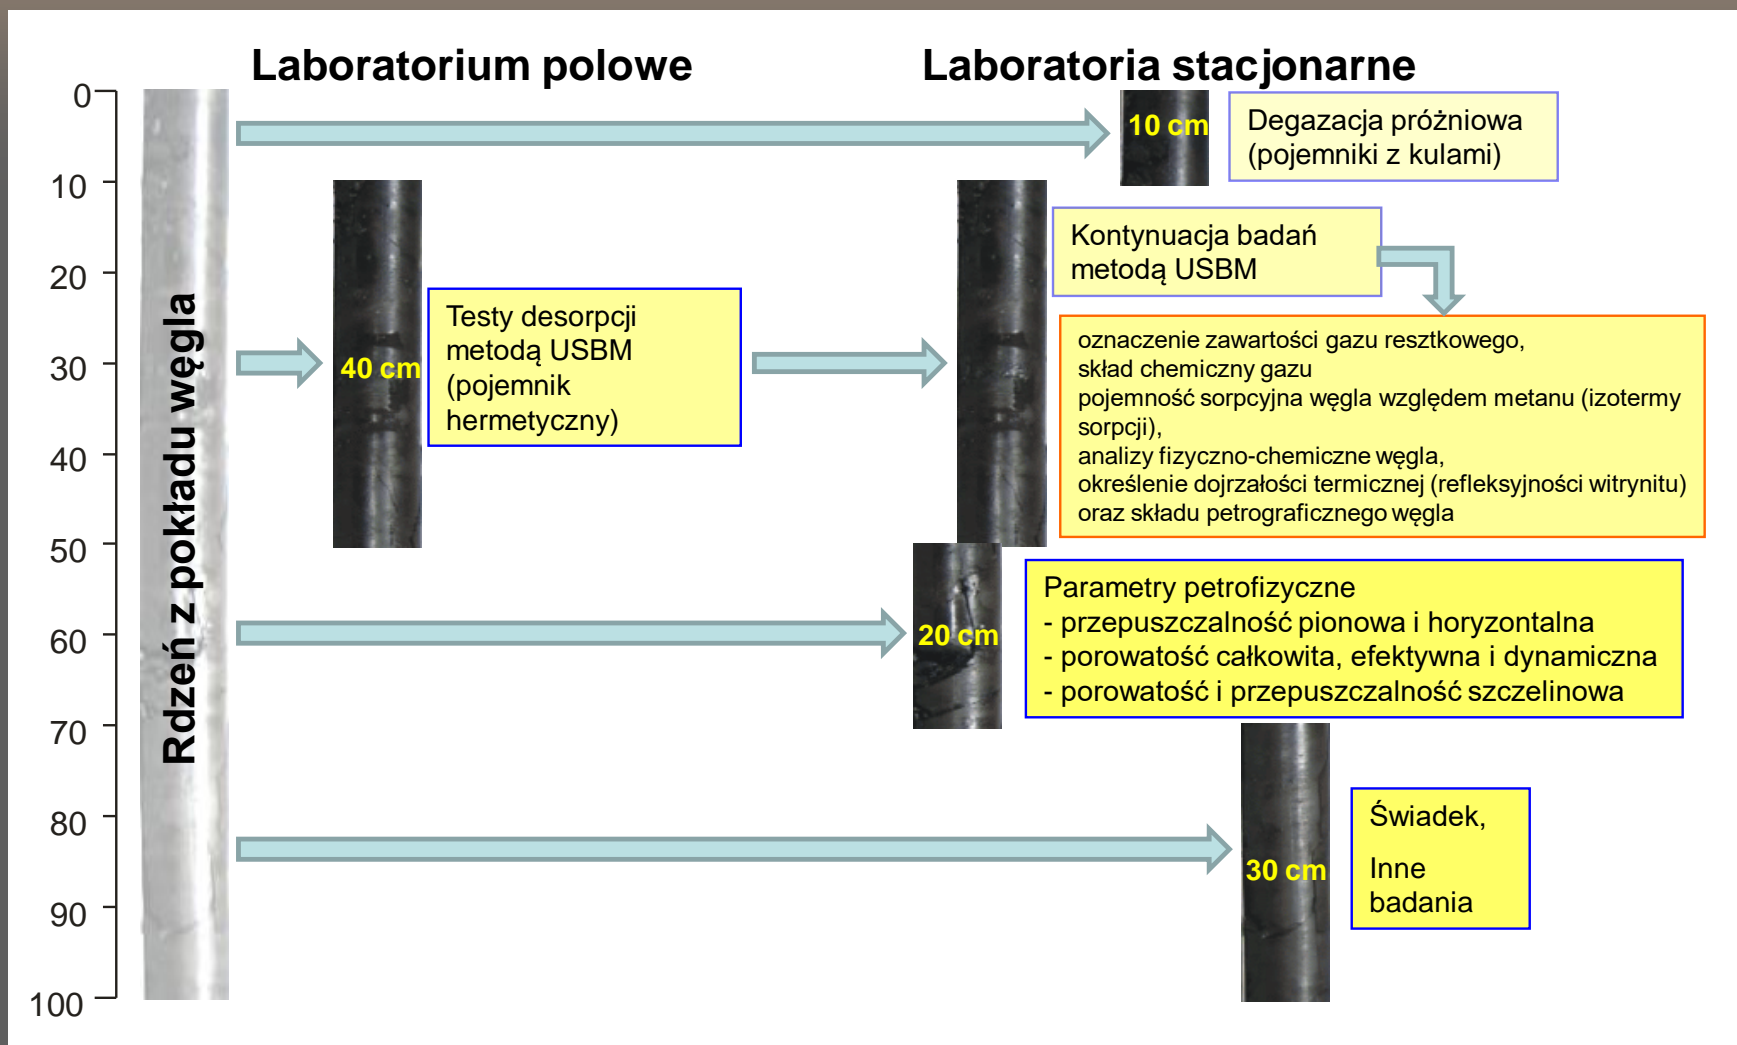 Laboratorium polowe
Laboratoria stacjonarne
0
10
20
30
40
50
60
70
80
90
100
Rdzeń z pokładu węgla
10 cm
Degazacja próżniowa
(pojemniki z kulami)
40 cm
Testy desorpcji
metodą USBM
(pojemnik
hermetyczny)
Kontynuacja badań
metodą USBM
oznaczenie zawartości gazu resztkowego,
skład chemiczny gazu
pojemność sorpcyjna węgla względem metanu (izotermy
sorpcji),
analizy fizyczno-chemiczne węgla,
określenie dojrzałości termicznej (refleksyjności witrynitu)
oraz składu petrograficznego węgla
20 cm
Parametry petrofizyczne
- przepuszczalność pionowa i horyzontalna
- porowatość całkowita, efektywna i dynamiczna
- porowatość i przepuszczalność szczelinowa
30 cm
Świadek,
Inne
badania